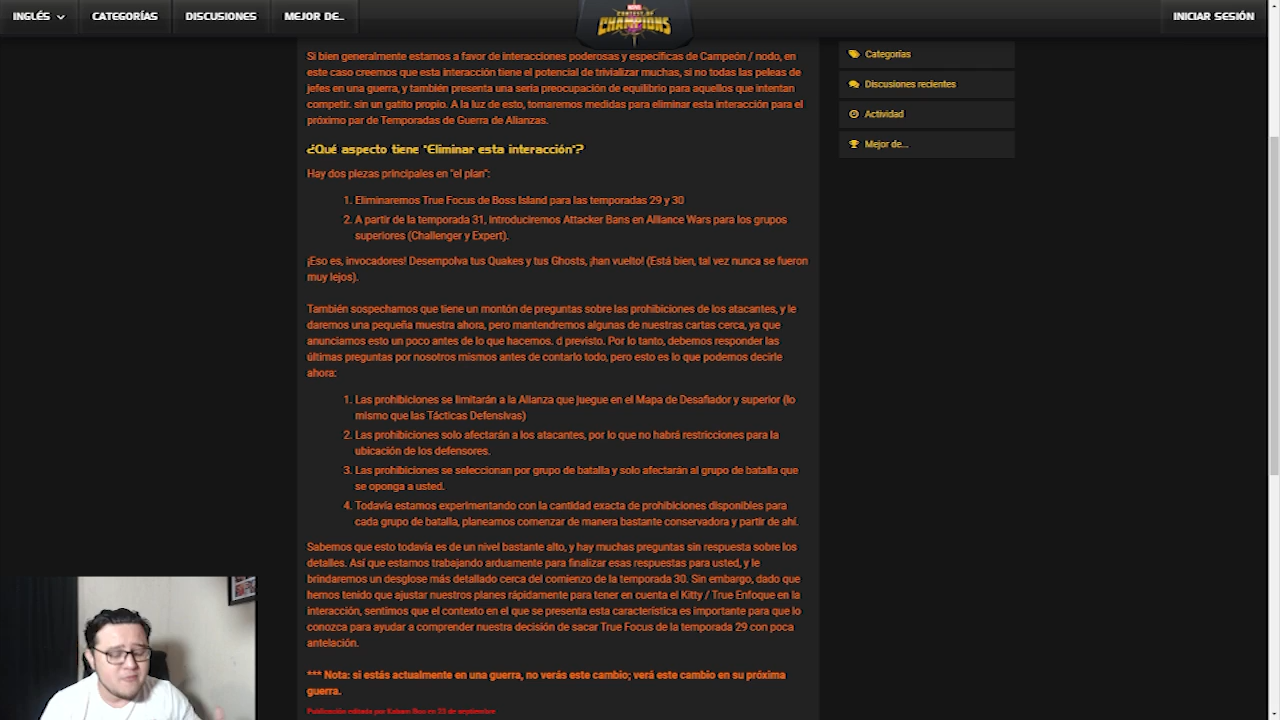 INGLÉS
CATEGORÍAS
DISCUSIONES
MEJOR DE...
MARVEL
CONTEST OF
CHAMPIONS
INICIAR SESIÓN
Si bien generalmente estamos a favor de interacciones poderosas y específicas de Campeón / nodo, en
este caso creemos que esta interacción tiene el potencial de trivializar muchas, si no todas las peleas de
jefes en una guerra, y también presenta una seria preocupación de equilibrio para aquellos que intentan
competir. sin un gatito propio. A la luz de esto, tomaremos medidas para eliminar esta interacción para el
próximo par de Temporadas de Guerra de Alianzas.
¿Qué aspecto tiene "Eliminar esta interacción"?
Hay dos piezas principales en "el plan":
1. Eliminaremos True Focus de Boss Island para las temporadas 29 y 30
2. A partir de la temporada 31, introduciremos Attacker Bans en Alliance Wars para los grupos
superiores (Challenger y Expert).
¡Eso es, invocadores! Desempolva tus Quakes y tus Ghosts, ¡han vuelto! (Está bien, tal vez nunca se fueron
muy lejos).
También sospechamos que tiene un montón de preguntas sobre las prohibiciones de los atacantes, y le
daremos una pequeña muestra ahora, pero mantendremos algunas de nuestras cartas cerca, ya que
anunciamos esto un poco antes de lo que hacemos. d previsto. Por lo tanto, debemos responder las
últimas preguntas por nosotros mismos antes de contarlo todo, pero esto es lo que podemos decirle
ahora:
1. Las prohibiciones se limitarán a la Alianza que juegue en el Mapa de Desafiador y superior (lo
mismo que las Tácticas Defensivas)
2. Las prohibiciones solo afectarán a los atacantes, por lo que no habrá restricciones para la
ubicación de los defensores.
3. Las prohibiciones se seleccionan por grupo de batalla y solo afectarán al grupo de batalla que
se oponga a usted.
4. Todavía estamos experimentando con la cantidad exacta de prohibiciones disponibles para
cada grupo de batalla, planeamos comenzar de manera bastante conservadora y partir de ahí.
Sabemos que esto todavía es de un nivel bastante alto, y hay muchas preguntas sin respuesta sobre los
detalles. Así que estamos trabajando arduamente para finalizar esas respuestas para usted, y le
brindaremos un desglose más detallado cerca del comienzo de la temporada 30. Sin embargo, dado que
hemos tenido que ajustar nuestros planes rápidamente para tener en cuenta el Kitty / True Enfoque en la
interacción, sentimos que el contexto en el que se presenta esta característica es importante para que lo
conozca para ayudar a comprender nuestra decisión de sacar True Focus de la temporada 29 con poca
antelación.
*** Nota: si estás actualmente en una guerra, no verás este cambio; verá este cambio en su próxima
guerra.
Publicación editada por Kabam Boo en 23 de septiembre
Categorías
Discusiones recientes
Actividad
Mejor de...